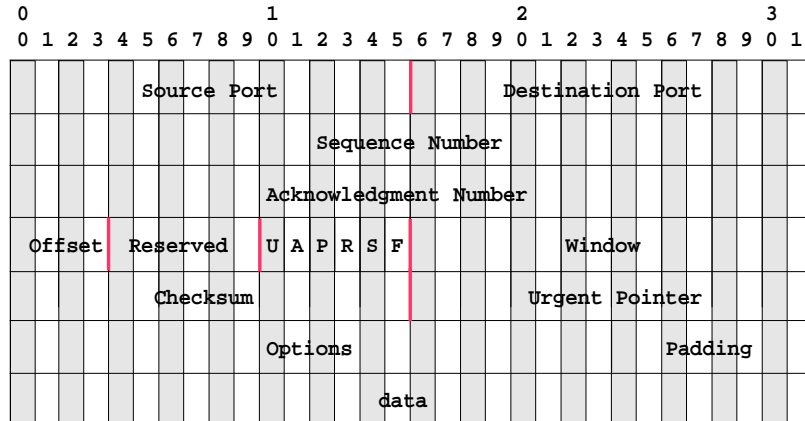 0 1 2 3
0 1 2 3 4 5 6 7 8 9 0 1 2 3 4 5 6 7 8 9 0 1 2 3 4 5 6 7 8 9 0 1
Source Port Destination Port
Sequence Number
Acknowledgment Number
Offset Reserved U A P R S F Window
Checksum Urgent Pointer
Options Padding
data